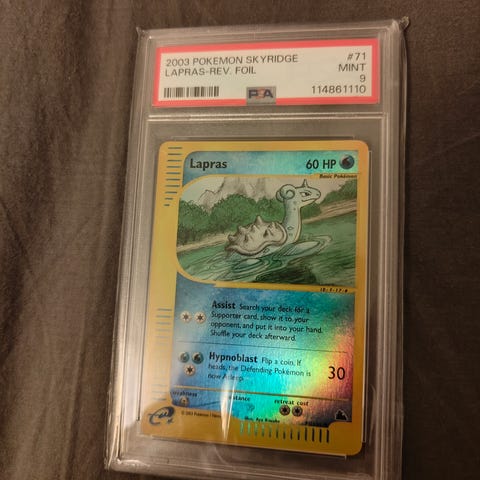 2003 POKEMON SKYRIDGE #71
LAPRAS-REV. FOIL MINT
9
PSA 114861110
Lapras 60 HP
Basic Pokémon
Assist Search your deck for a
Supporter card, show it to your
opponent, and put it into your hand.
Shuffle your deck afterward.
Hypnoblast Flip a coin. If
heads, the Defending Pokémon is
now Asleep.
30
weakness resistance retreat cost